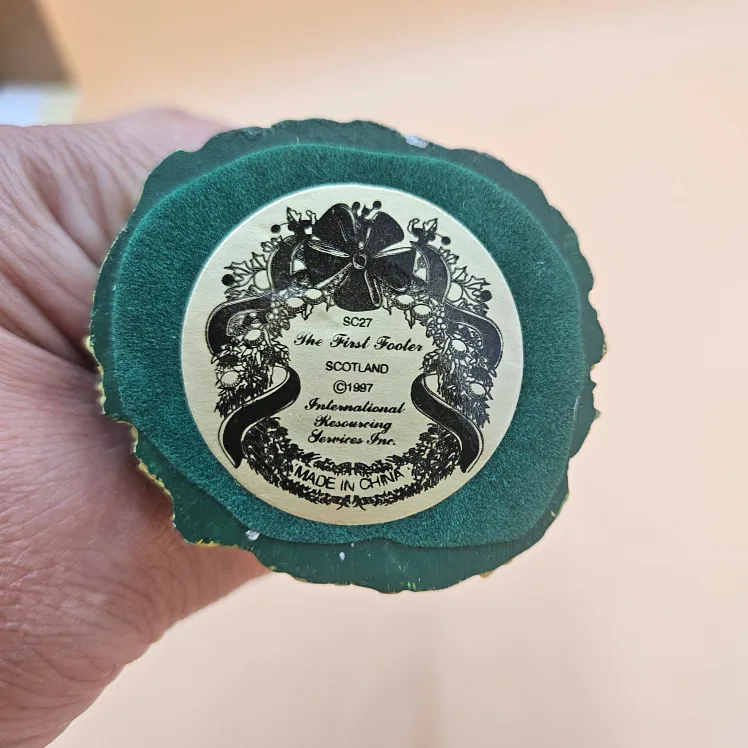 SC27
The First Footer
SCOTLAND
©1997
International
Resourcing
Services Inc.
MADE IN CHINA